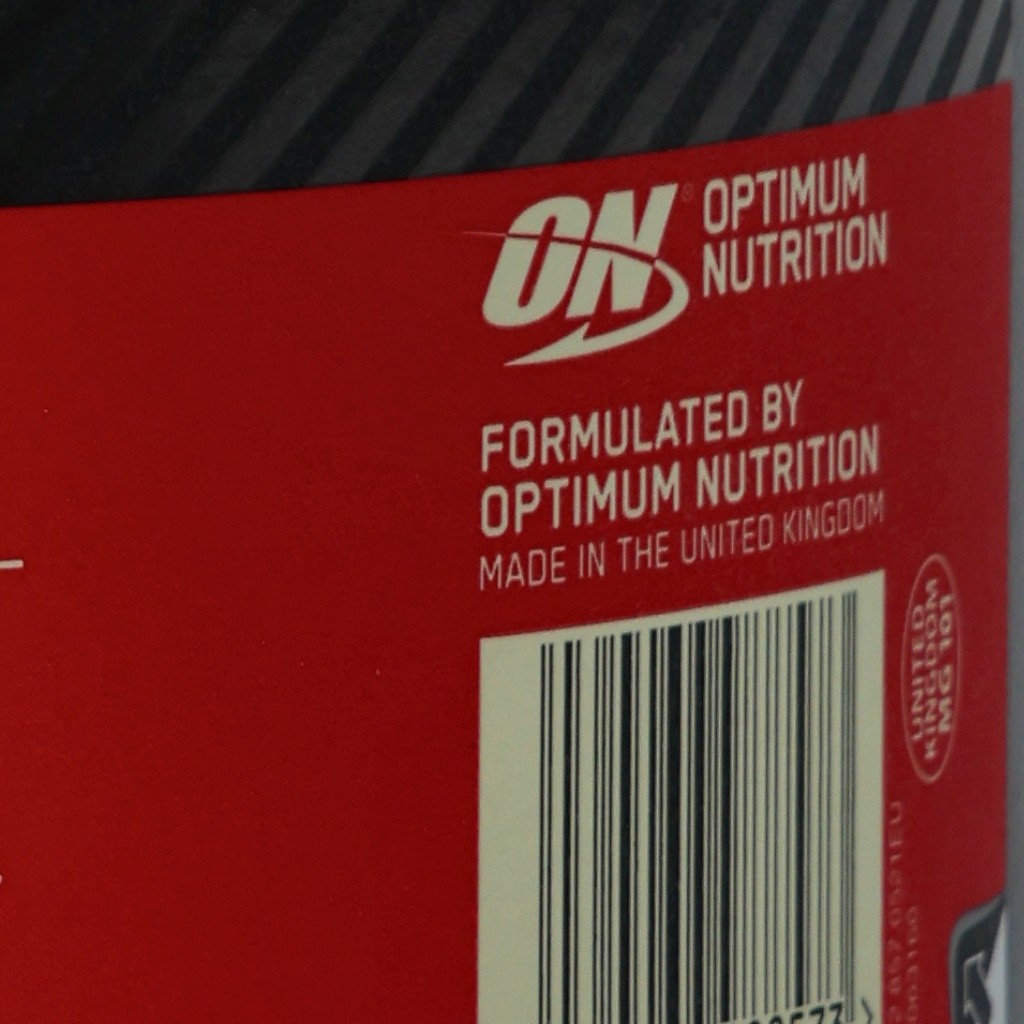 ON®
OPTIMUM
NUTRITION
FORMULATED BY
OPTIMUM NUTRITION
MADE IN THE UNITED KINGDOM
UNITED
KINGDOM
MG 101